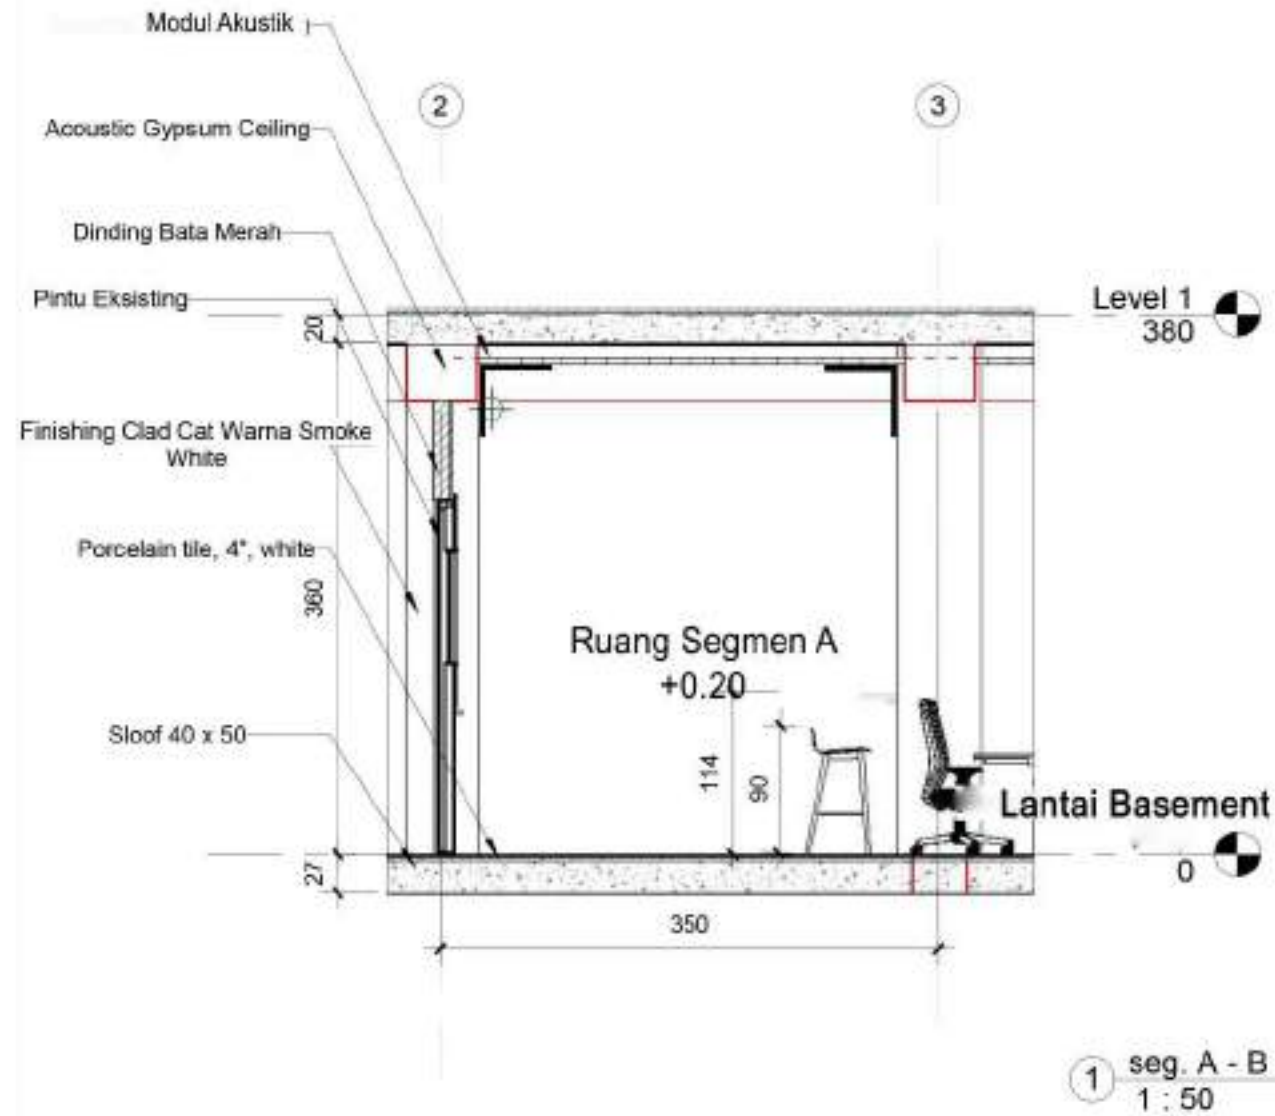 Modul Akustik
2
3
Acoustic Gypsum Ceiling
Dinding Bata Merah
Pintu Eksisting
Level 1
380
20
Finishing Clad Cat Warna Smoke
White
Porcelain tile, 4", white
360
Ruang Segmen A
+0.20
Sloof 40 x 50
114
90
Lantai Basement
0
27
350
1
seg. A - B
1 : 50